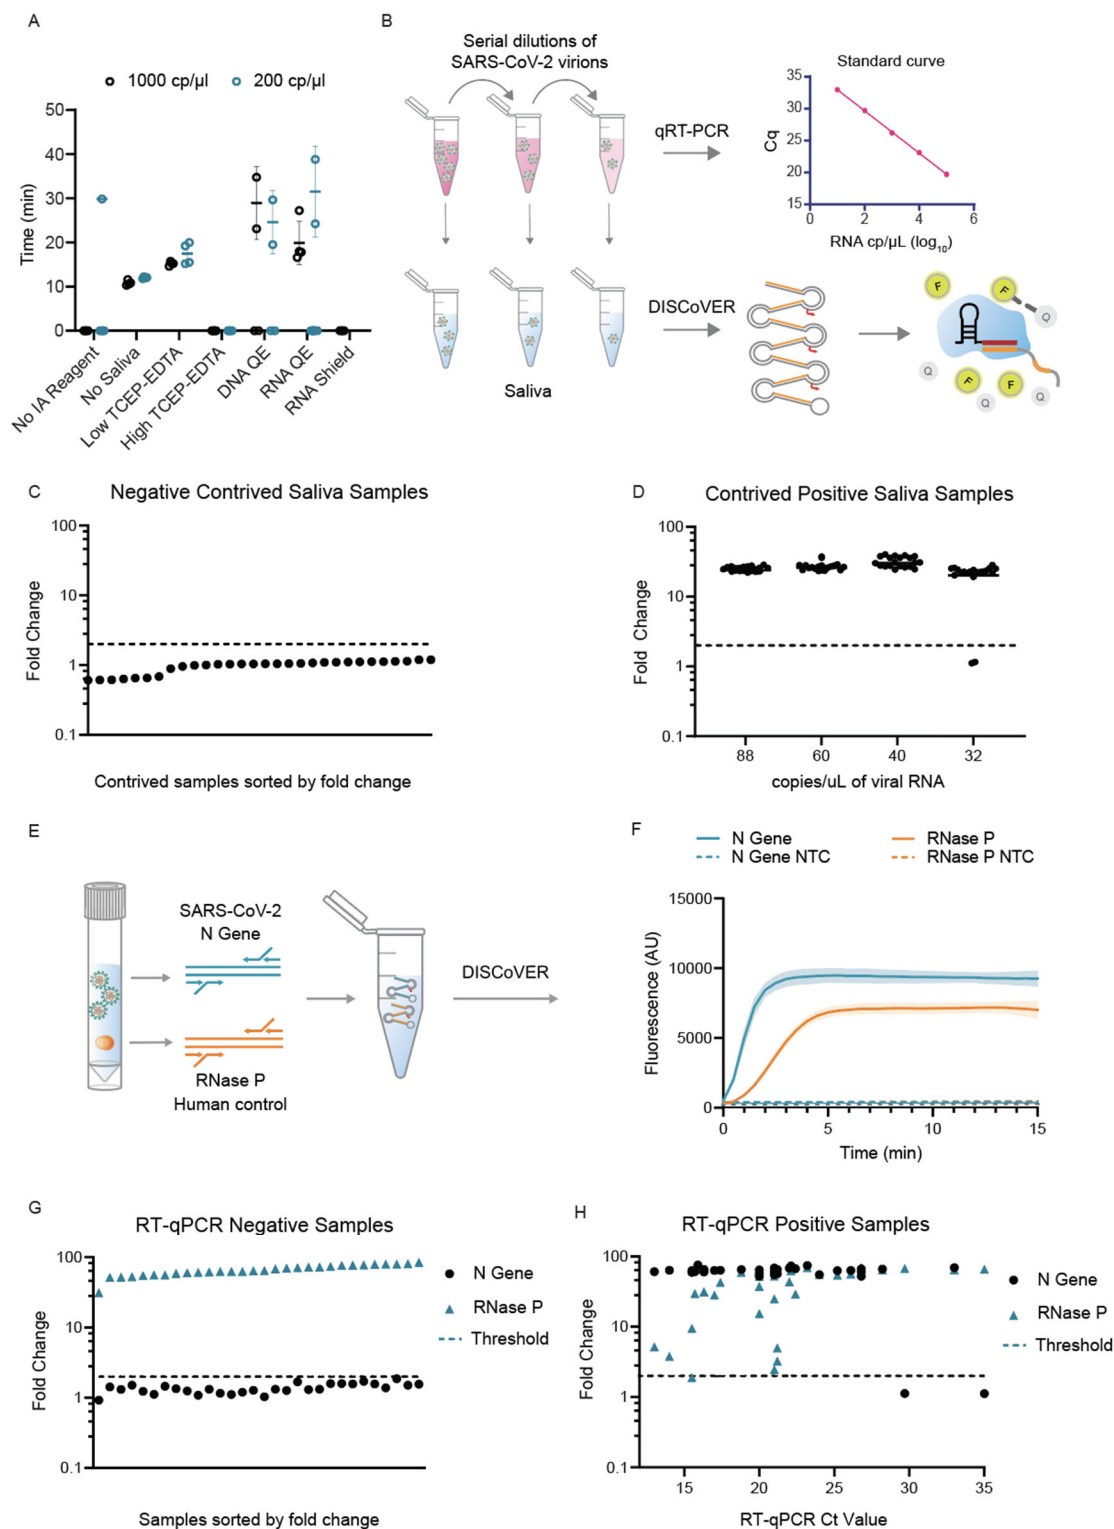 A
1000 cp/µl
200 cp/µl
Time (min)
50
40
30
20
10
0
No IA Reagent
No Saliva
Low TCEP-EDTA
High TCEP-EDTA
DNA QE
RNA QE
RNA Shield
B
Serial dilutions of
SARS-CoV-2 virions
qRT-PCR
Standard curve
Cq
35
30
25
20
15
0
2
4
6
RNA cp/µL (log10)
DISCoVER
Saliva
F
F
Q
Q
F
F
Q
Q
C
Negative Contrived Saliva Samples
Fold Change
100
10
1
0.1
Contrived samples sorted by fold change
D
Contrived Positive Saliva Samples
Fold Change
100
10
1
0.1
88
60
40
32
copies/uL of viral RNA
E
SARS-CoV-2
N Gene
RNase P
Human control
DISCoVER
F
N Gene
N Gene NTC
RNase P
RNase P NTC
Fluorescence (AU)
15000
10000
5000
0
0
5
10
15
Time (min)
G
RT-qPCR Negative Samples
Fold Change
100
10
1
0.1
N Gene
RNase P
Threshold
Samples sorted by fold change
H
RT-qPCR Positive Samples
Fold Change
100
10
1
0.1
15
20
25
30
35
RT-qPCR Ct Value
N Gene
RNase P
Threshold